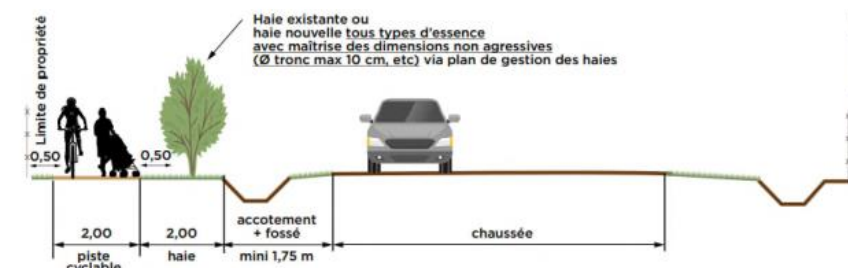 Haie existante ou
haie nouvelle tous types d'essence
avec maîtrise des dimensions non agressives
(Ø tronc max 10 cm, etc) via plan de gestion des haies
Limite de propriété
0,50
0,50
2,00
2,00
accotement
+ fossé
chaussée
piste
cyclable
haie
mini 1,75 m